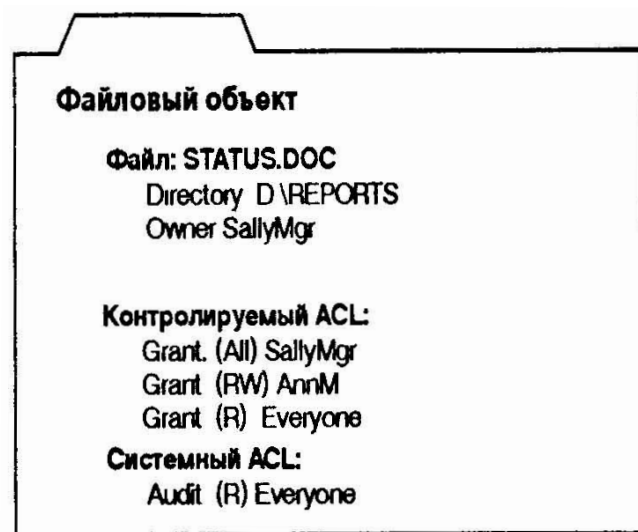 Файловый объект
Файл: STATUS.DOC
Directory D \REPORTS
Owner SallyMgr
Контролируемый ACL:
Grant. (All) SallyMgr
Grant (RW) AnnM
Grant (R) Everyone
Системный ACL:
Audit (R) Everyone